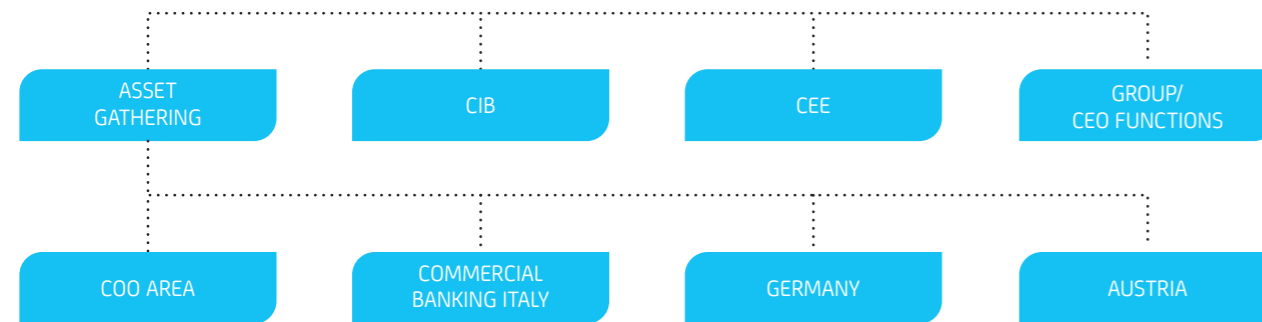 ASSET
GATHERING
CIB
CEE
GROUP/
CEO FUNCTIONS
COO AREA
COMMERCIAL
BANKING ITALY
GERMANY
AUSTRIA